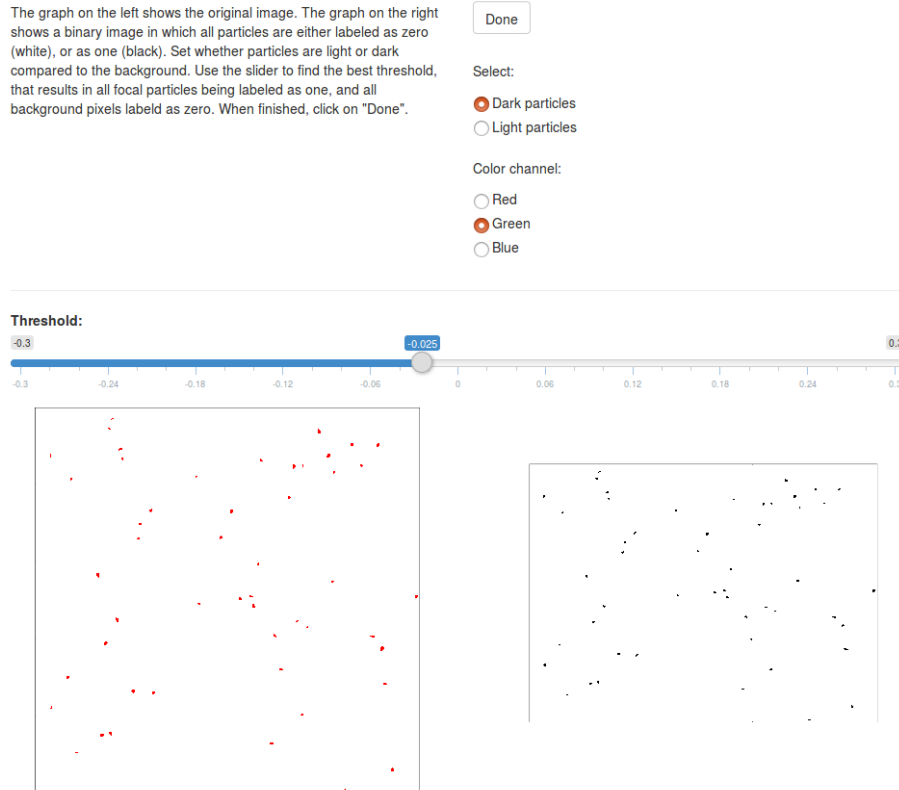 The graph on the left shows the original image. The graph on the right
shows a binary image in which all particles are either labeled as zero
(white), or as one (black). Set whether particles are light or dark
compared to the background. Use the slider to find the best threshold,
that results in all focal particles being labeled as one, and all
background pixels labeld as zero. When finished, click on "Done".
Done
Select:
Dark particles
Light particles
Color channel:
Red
Green
Blue
Threshold:
-0.3 -0.025 0.3
-0.3 -0.24 -0.18 -0.12 -0.06 0 0.06 0.12 0.18 0.24 0.3